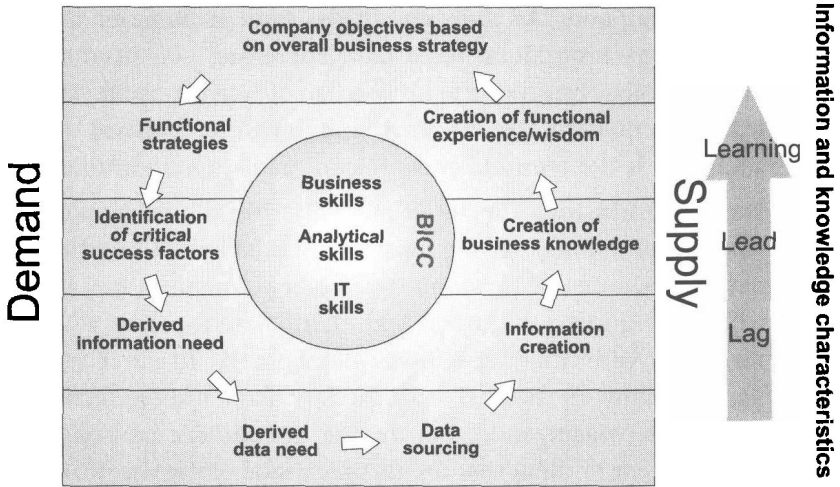 Company objectives based
on overall business strategy
Functional
strategies
Creation of functional
experience/wisdom
Identification
of critical
success factors
Business
skills
Analytical
skills
IT
skills
BICC
Creation of
business knowledge
Derived
information need
Information
creation
Derived
data need
Data
sourcing
Demand
Supply
Learning
Lead
Lag
Information and knowledge characteristics